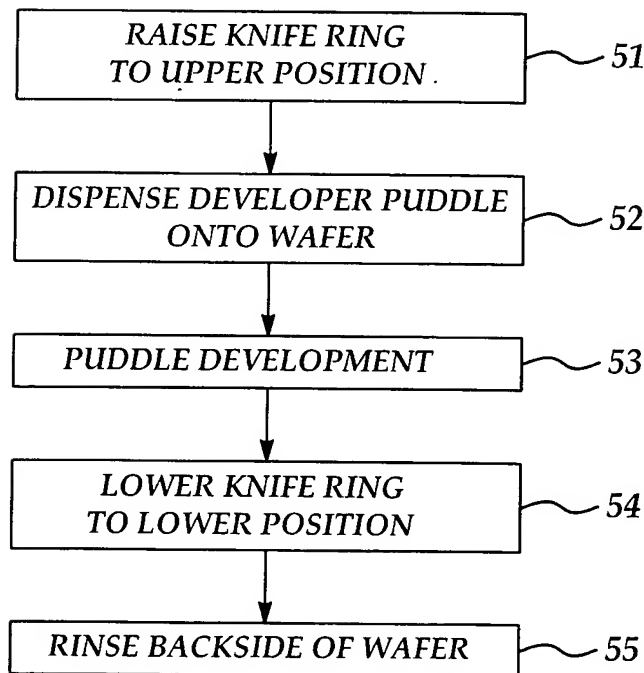 RAISE KNIFE RING
TO UPPER POSITION
51
DISPENSE DEVELOPER PUDDLE
ONTO WAFER
52
PUDDLE DEVELOPMENT
53
LOWER KNIFE RING
TO LOWER POSITION
54
RINSE BACKSIDE OF WAFER
55